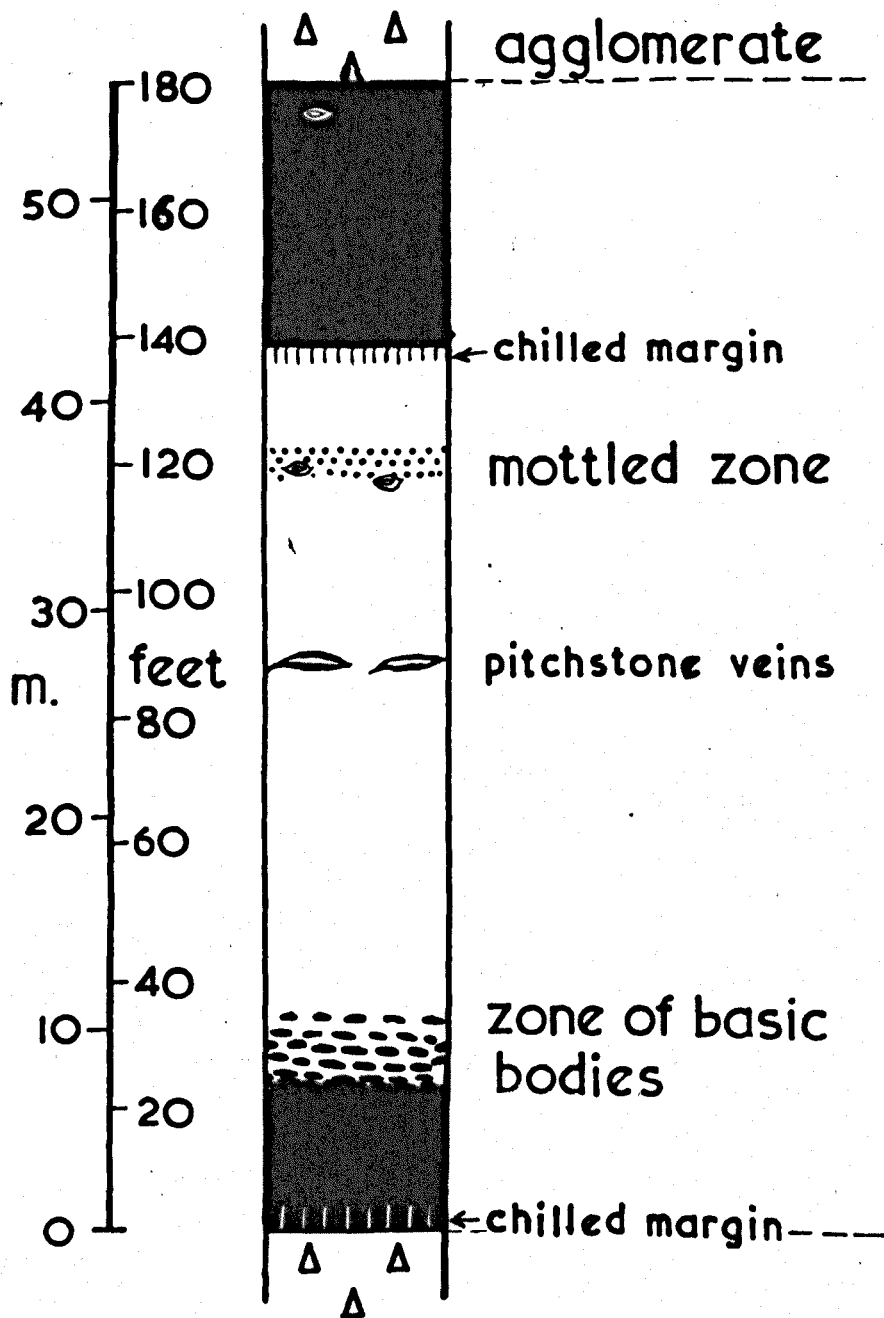 agglomerate
180
50
160
140
chilled margin
40
120
mottled zone
100
30
feet
m.
pitchstone veins
80
20
60
40
10
zone of basic
bodies
20
0
chilled margin